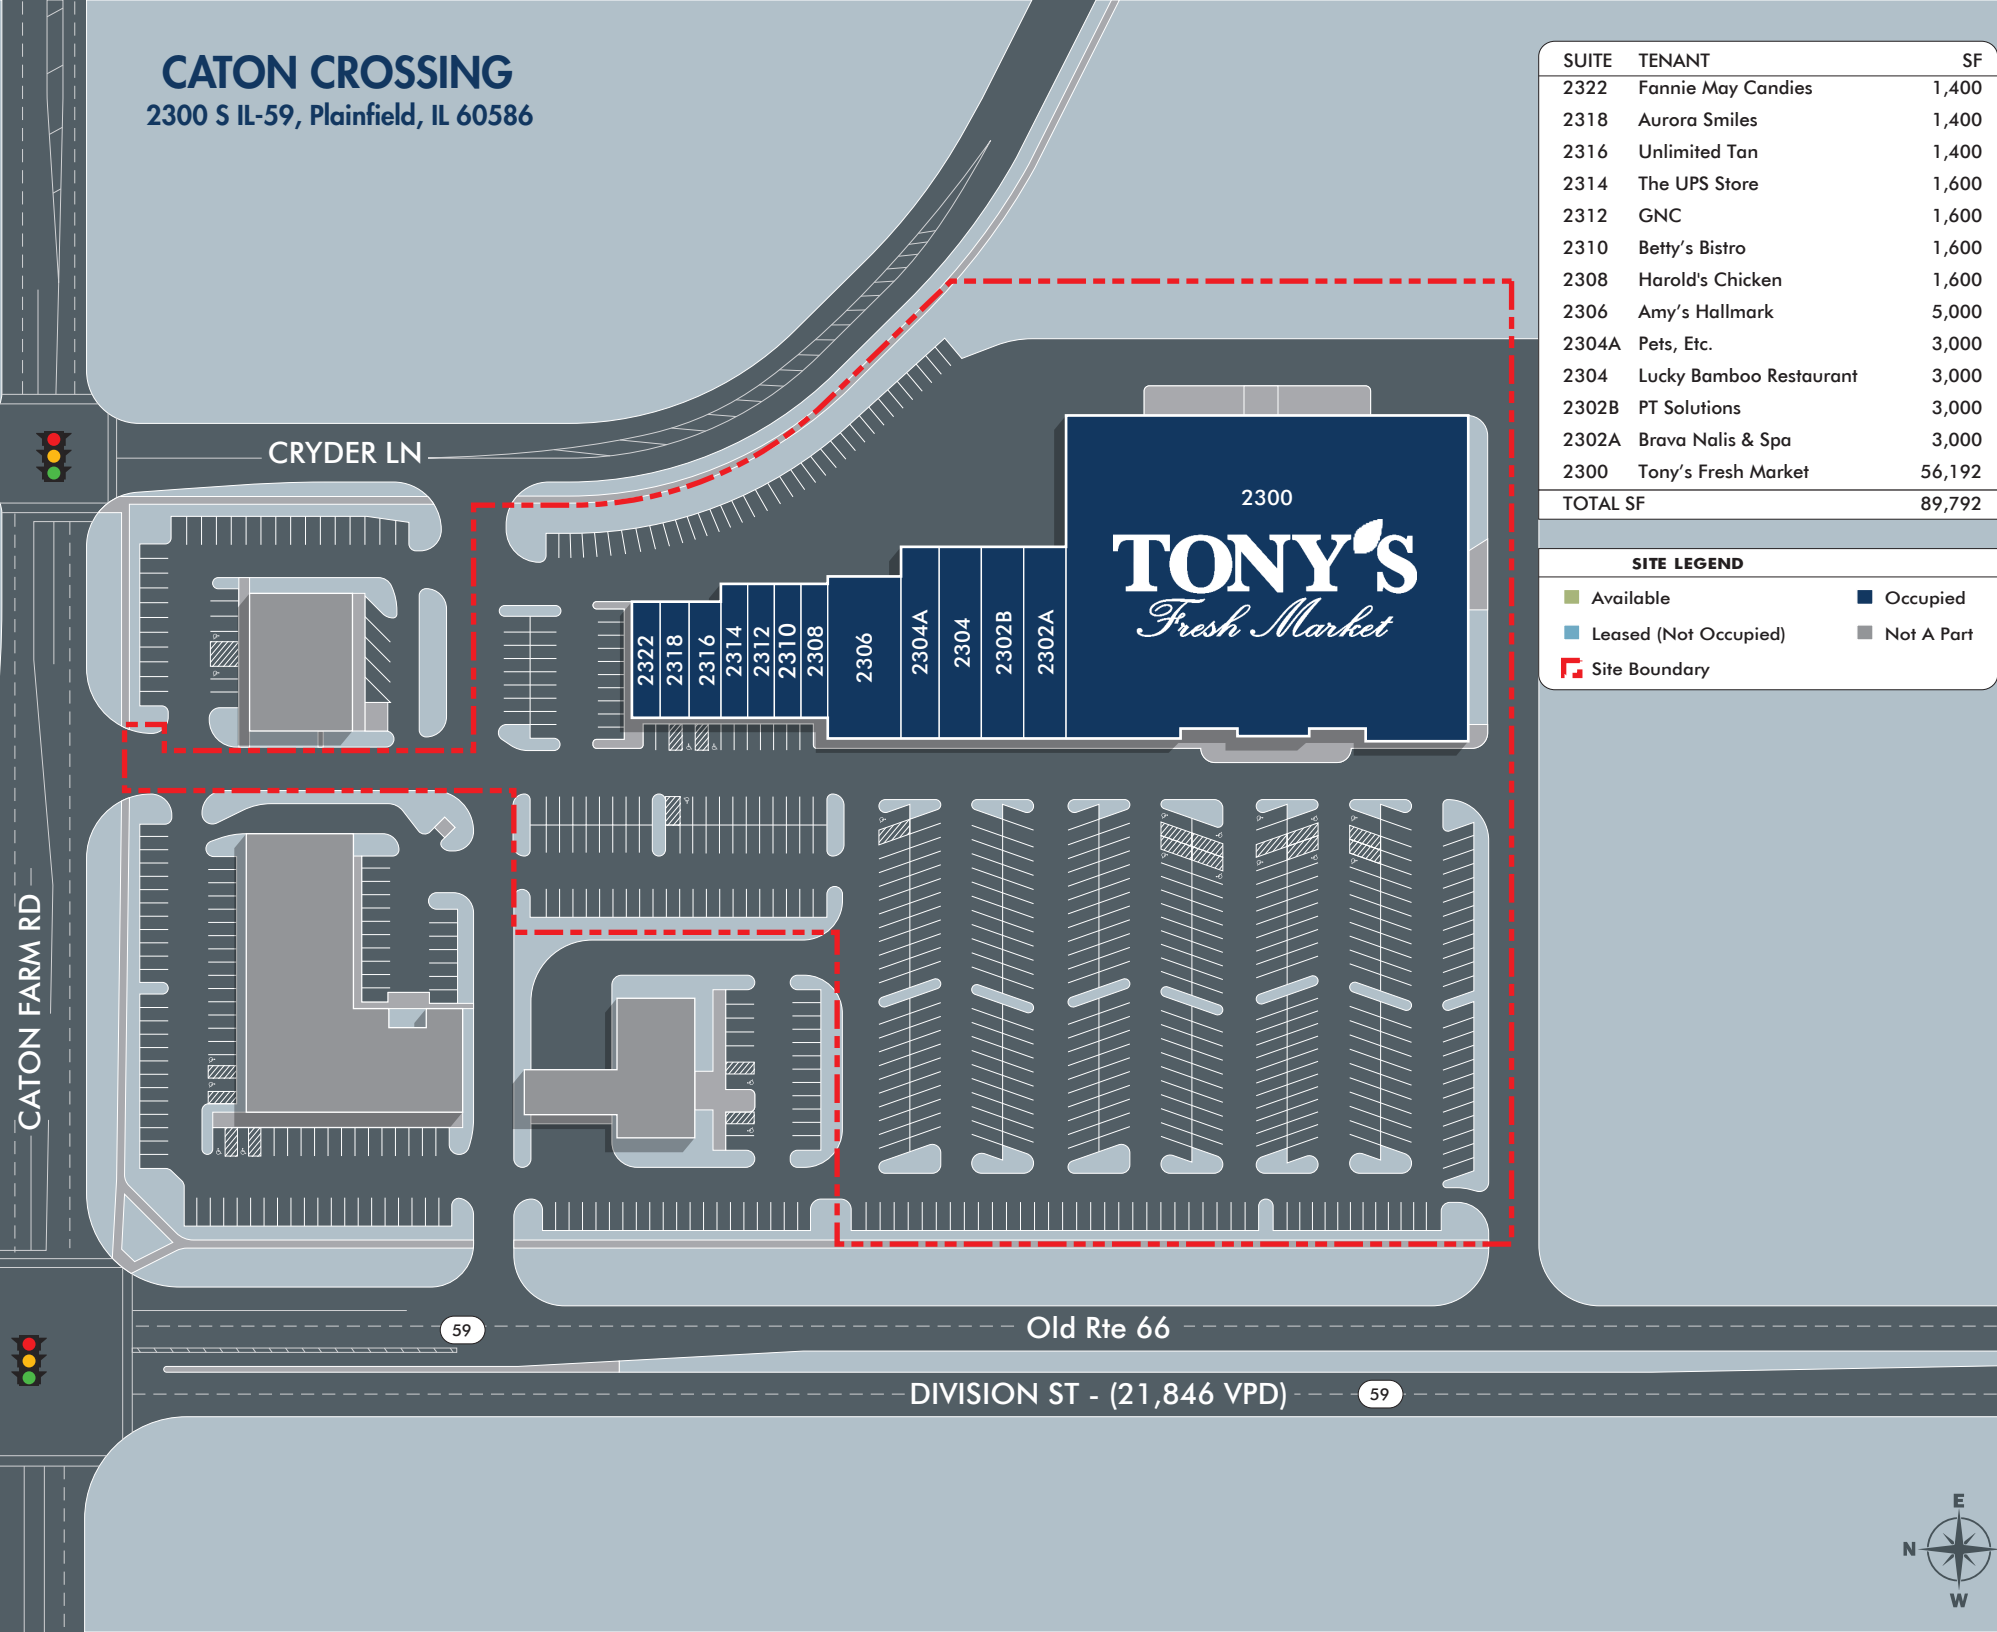 CATON CROSSING
2300 S IL-59, Plainfield, IL 60586
SUITE TENANT SF
2322 Fannie May Candies 1,400
2318 Aurora Smiles 1,400
2316 Unlimited Tan 1,400
2314 The UPS Store 1,600
2312 GNC 1,600
2310 Betty’s Bistro 1,600
2308 Harold's Chicken 1,600
2306 Amy’s Hallmark 5,000
2304A Pets, Etc. 3,000
2304 Lucky Bamboo Restaurant 3,000
2302B PT Solutions 3,000
2302A Brava Nalis & Spa 3,000
2300 Tony’s Fresh Market 56,192
TOTAL SF 89,792
SITE LEGEND
Available
Occupied
Leased (Not Occupied)
Not A Part
Site Boundary
CRYDER LN
2300
TONY'S
Fresh Market
2322
2318
2316
2314
2312
2310
2308
2306
2304A
2304
2302B
2302A
CATON FARM RD
59
Old Rte 66
DIVISION ST - (21,846 VPD)
59
E
N
W